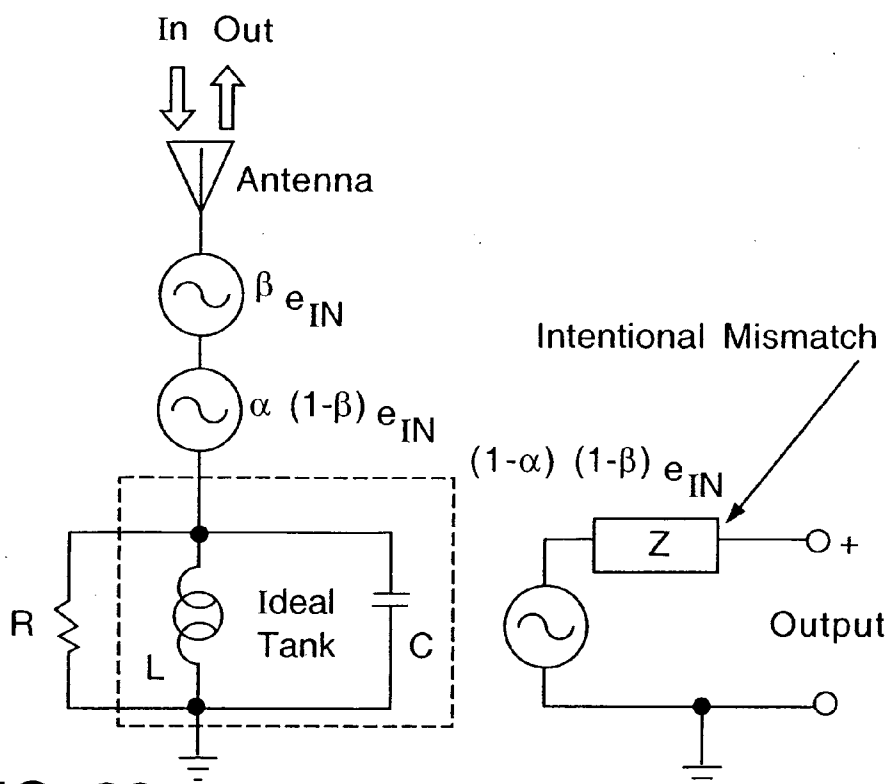 In Out
Antenna
β eIN
α (1-β) eIN
Intentional Mismatch
(1-α) (1-β) eIN
Z
+
R
L
Ideal
Tank
C
Output